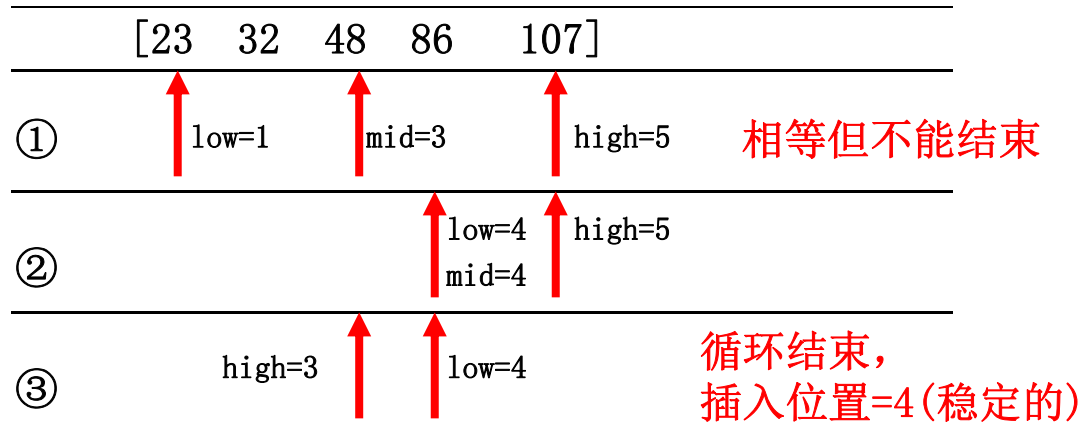 [23 32 48 86 107]
① low=1 mid=3 high=5 相等但不能结束
② low=4 high=5
mid=4
③ high=3 low=4 循环结束，
插入位置=4(稳定的)